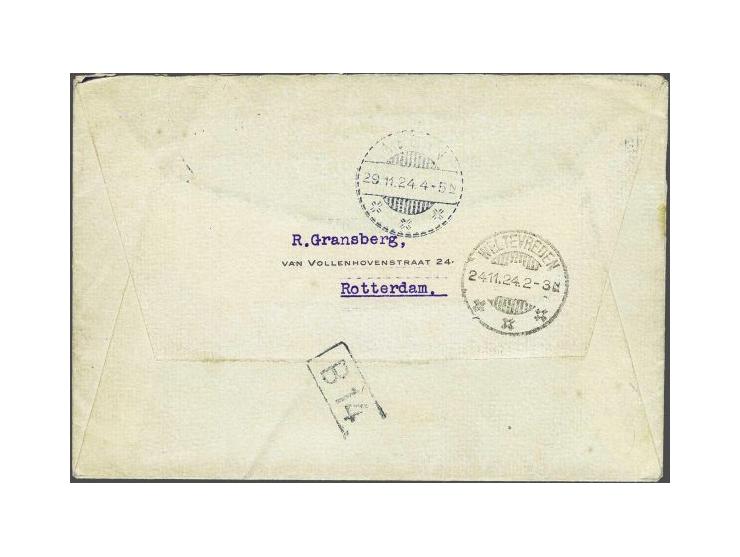 29.11.24.4-5N
R.Gransberg,
VAN VOLLENHOVENSTRAAT 24.
Rotterdam.
WELTEVREDEN
24.11.24.2-3N
B 14